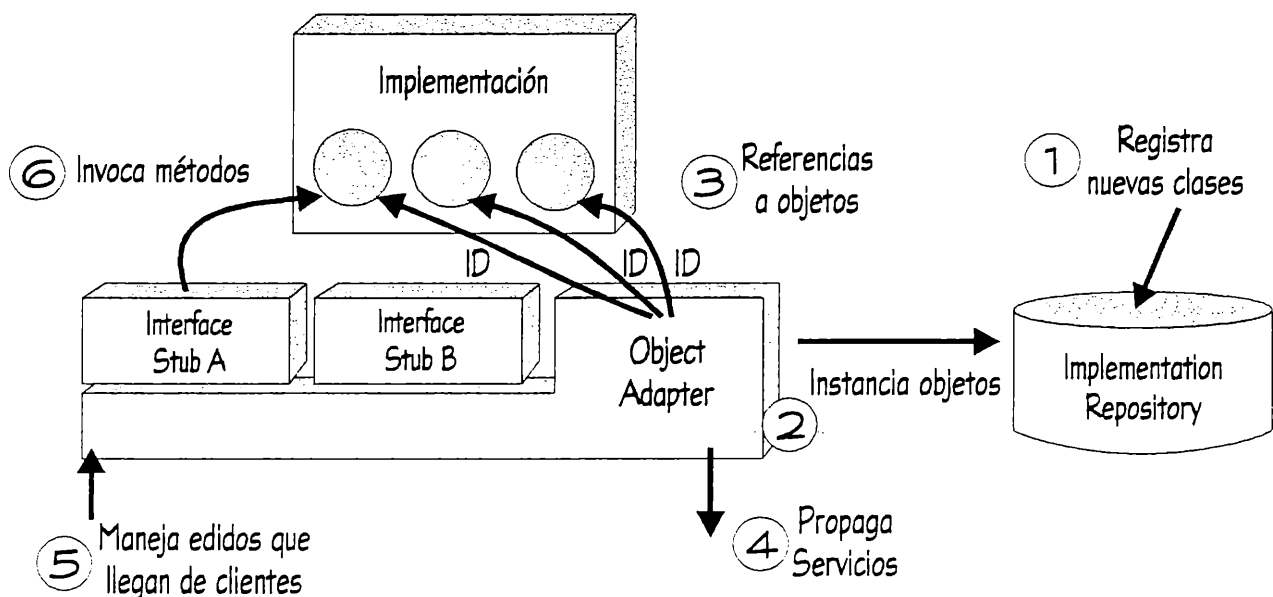 Implementación
6 Invoca métodos
3 Referencias
a objetos
1 Registra
nuevas clases
ID
ID
ID
Interface
Stub A
Interface
Stub B
Object
Adapter
2
Instancia objetos
Implementation
Repository
5 Maneja edidos que
llegan de clientes
4 Propaga
Servicios